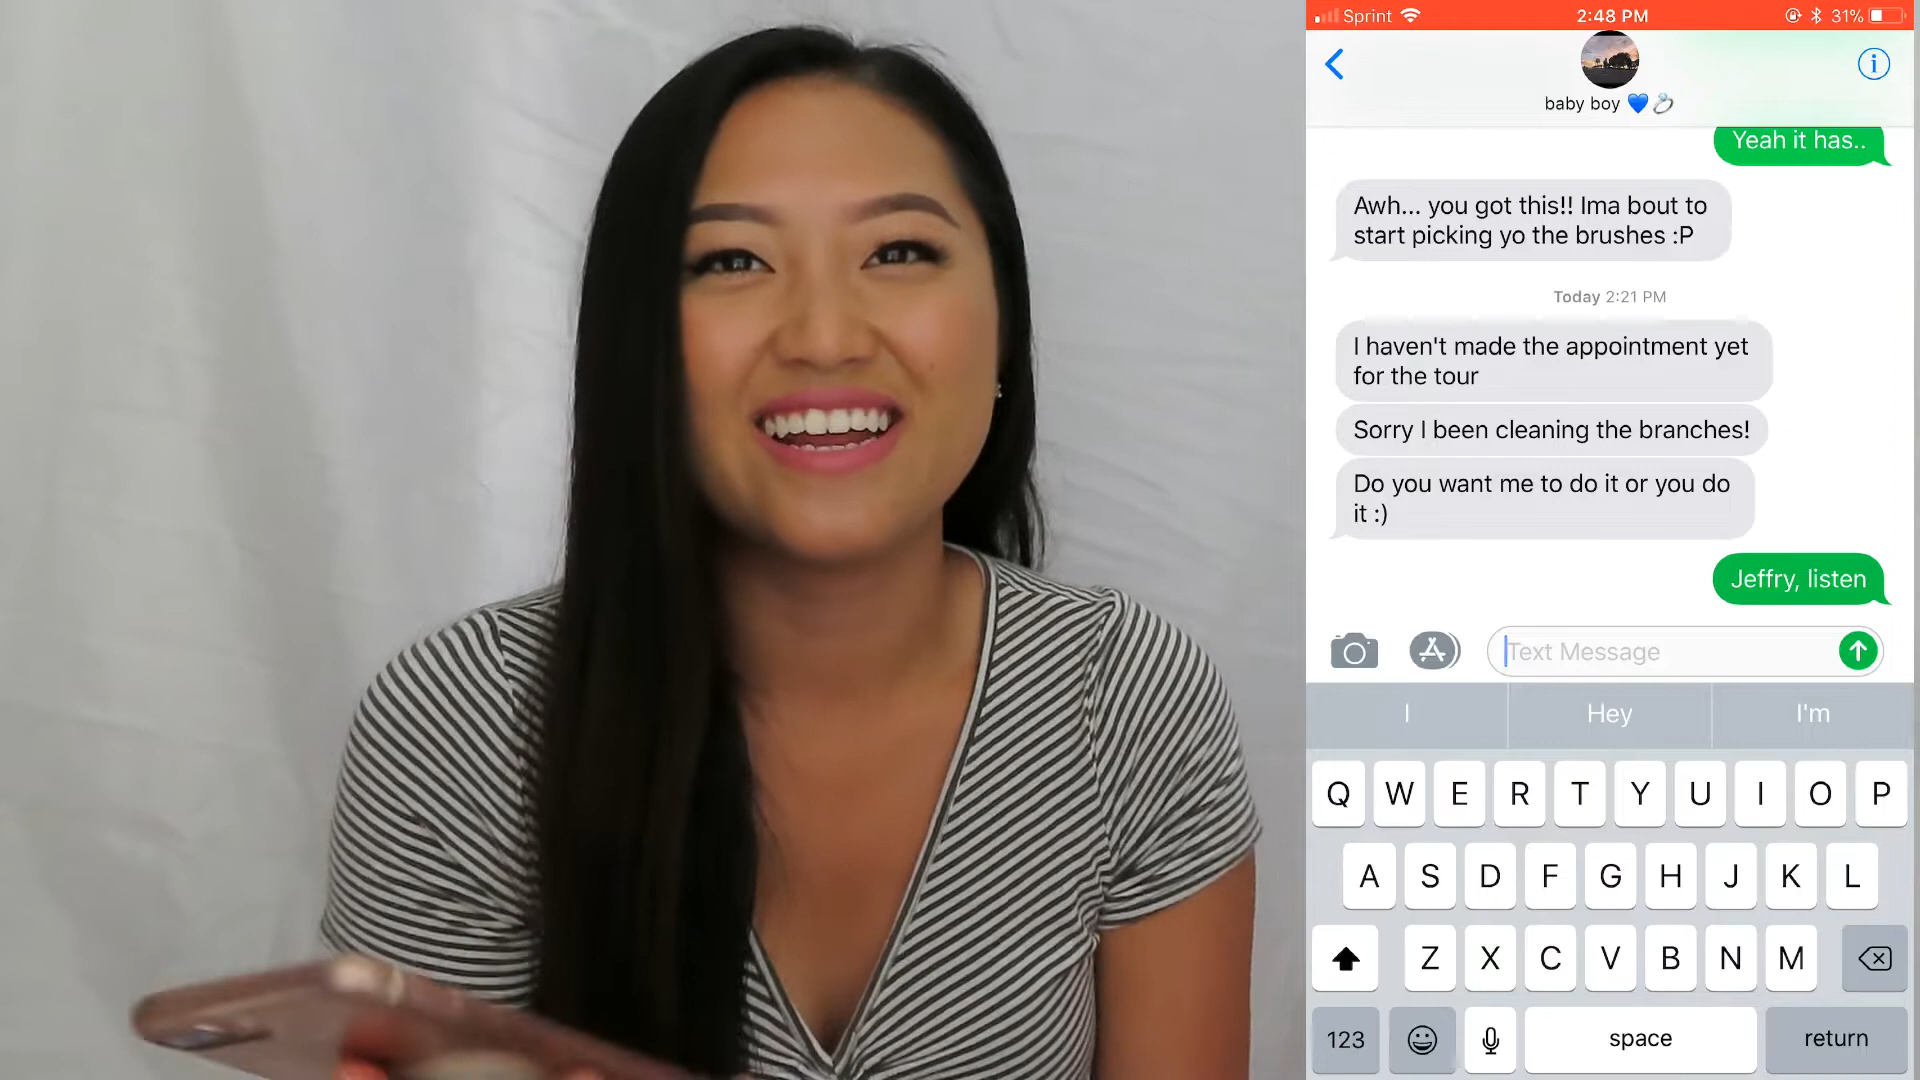 Sprint 2:48 PM 31%
baby boy 💙💍
Yeah it has..
Awh... you got this!! Ima bout to
start picking yo the brushes :P
Today 2:21 PM
I haven't made the appointment yet
for the tour
Sorry I been cleaning the branches!
Do you want me to do it or you do
it :)
Jeffry, listen
Text Message
I Hey I'm
Q W E R T Y U I O P
A S D F G H J K L
Z X C V B N M
123 space return